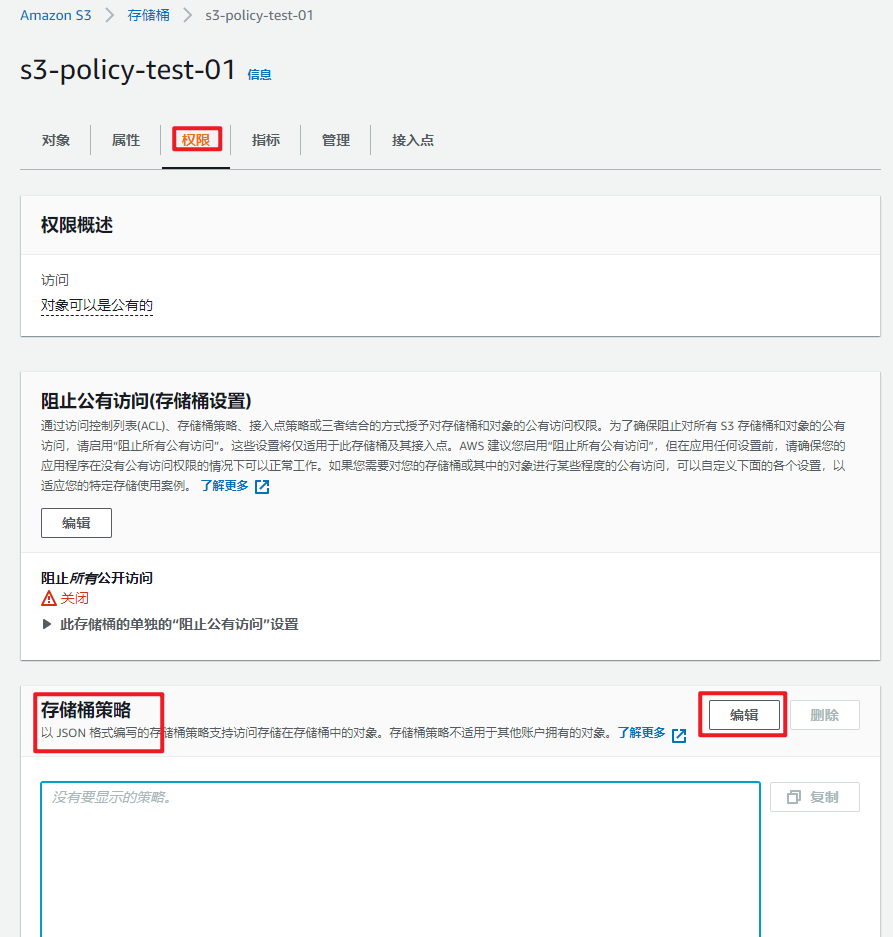 Amazon S3 > 存储桶 > s3-policy-test-01
s3-policy-test-01 信息
对象 属性 权限 指标 管理 接入点
权限概述
访问
对象可以是公有的
阻止公有访问(存储桶设置)
通过访问控制列表(ACL)、存储桶策略、接入点策略或三者结合的方式授予对存储桶和对象的公有访问权限。为了确保阻止对所有 S3 存储桶和对象的公有
访问，请启用“阻止所有公有访问”。这些设置将仅适用于此存储桶及其接入点。AWS 建议您启用“阻止所有公有访问”，但在应用任何设置前，请确保您的
应用程序在没有公有访问权限的情况下可以正常工作。如果您需要对您的存储桶或其中的对象进行某些程度的公有访问，可以自定义下面的各个设置，以
适应您的特定存储使用案例。 了解更多
编辑
阻止所有公开访问
关闭
此存储桶的单独的“阻止公有访问”设置
存储桶策略
编辑 删除
以 JSON 格式编写的存储桶策略支持访问存储在存储桶中的对象。存储桶策略不适用于其他账户拥有的对象。 了解更多
没有要显示的策略。
复制